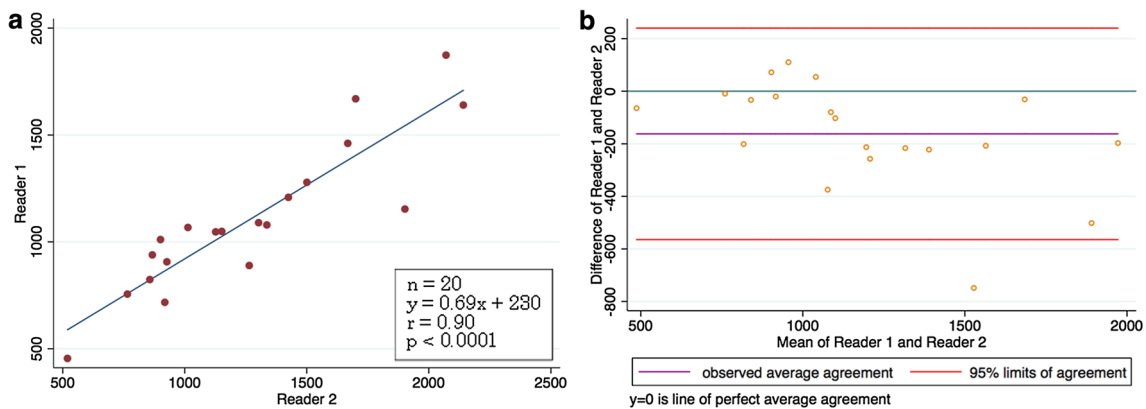 a
2000
1500
1000
500
Reader 1
n = 20
y = 0.69x + 230
r = 0.90
p < 0.0001
500 1000 1500 2000 2500
Reader 2
b
200
0
-200
-400
-600
-800
Difference of Reader 1 and Reader 2
500 1000 1500 2000
Mean of Reader 1 and Reader 2
observed average agreement 95% limits of agreement
y=0 is line of perfect average agreement